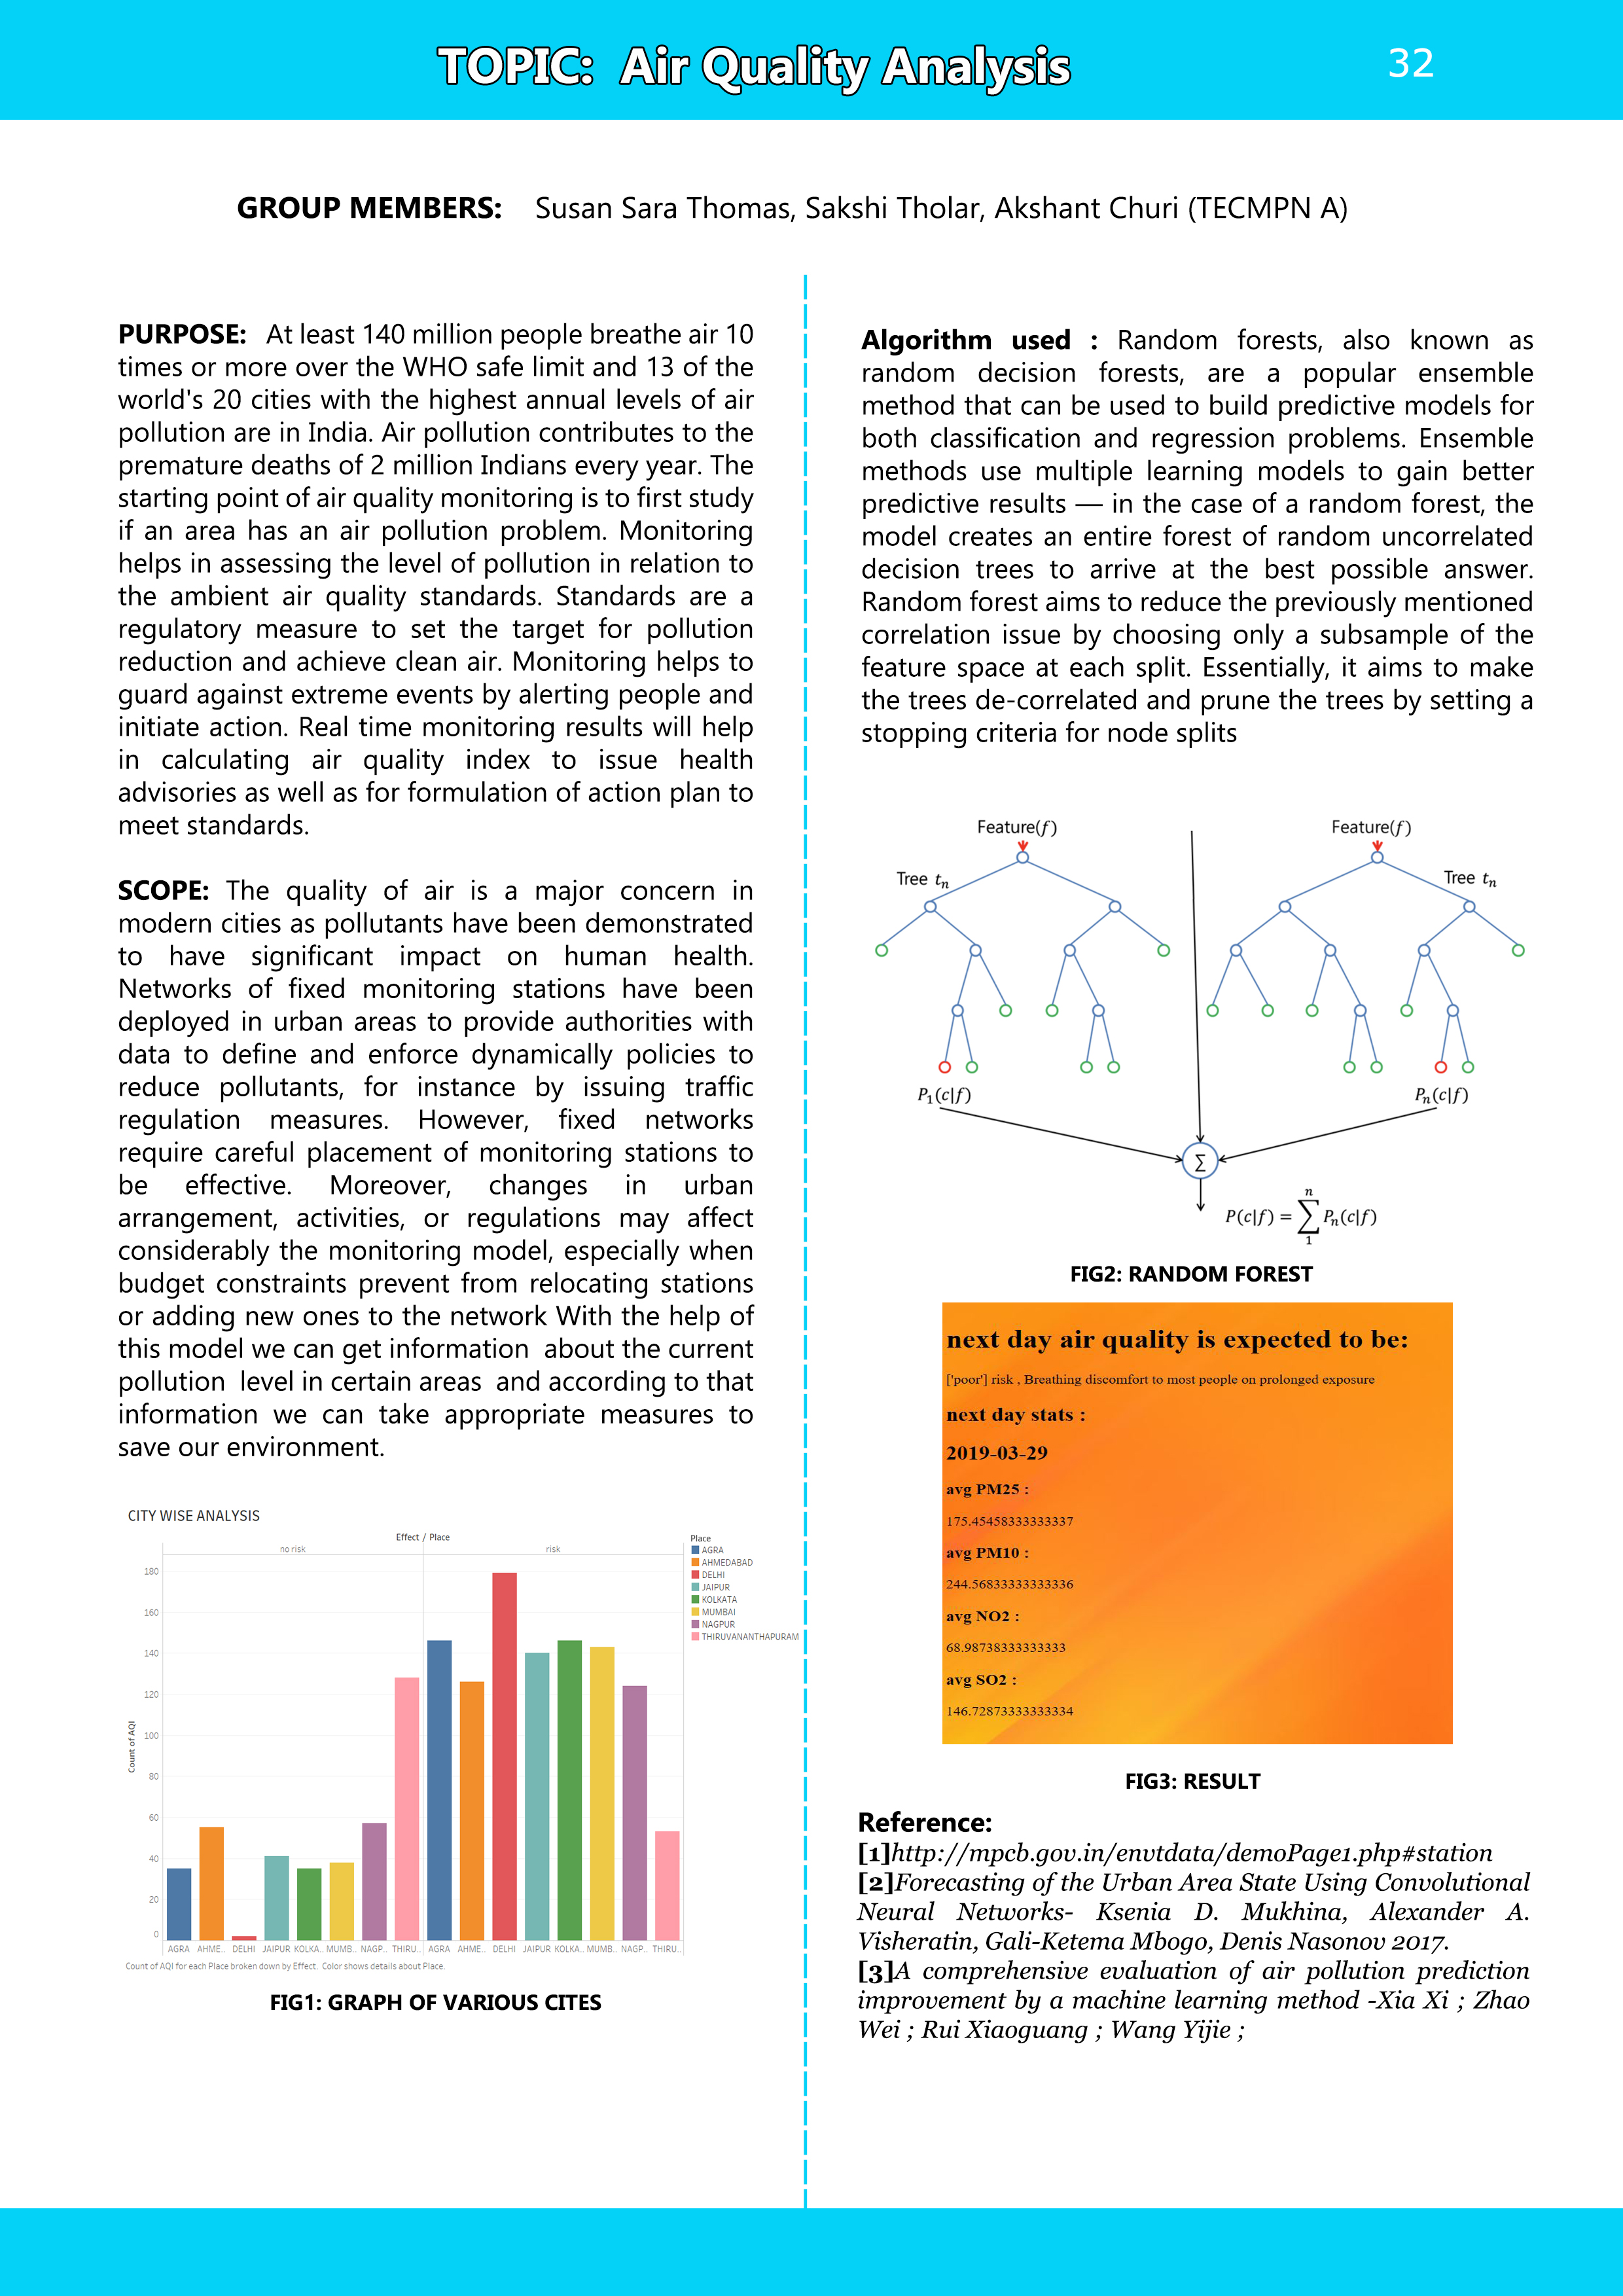 TOPIC: Air Quality Analysis
32
GROUP MEMBERS: Susan Sara Thomas, Sakshi Tholar, Akshant Churi (TECMPN A)
PURPOSE: At least 140 million people breathe air 10
times or more over the WHO safe limit and 13 of the
world's 20 cities with the highest annual levels of air
pollution are in India. Air pollution contributes to the
premature deaths of 2 million Indians every year. The
starting point of air quality monitoring is to first study
if an area has an air pollution problem. Monitoring
helps in assessing the level of pollution in relation to
the ambient air quality standards. Standards are a
regulatory measure to set the target for pollution
reduction and achieve clean air. Monitoring helps to
guard against extreme events by alerting people and
initiate action. Real time monitoring results will help
in calculating air quality index to issue health
advisories as well as for formulation of action plan to
meet standards.
SCOPE: The quality of air is a major concern in
modern cities as pollutants have been demonstrated
to have significant impact on human health.
Networks of fixed monitoring stations have been
deployed in urban areas to provide authorities with
data to define and enforce dynamically policies to
reduce pollutants, for instance by issuing traffic
regulation measures. However, fixed networks
require careful placement of monitoring stations to
be effective. Moreover, changes in urban
arrangement, activities, or regulations may affect
considerably the monitoring model, especially when
budget constraints prevent from relocating stations
or adding new ones to the network With the help of
this model we can get information about the current
pollution level in certain areas and according to that
information we can take appropriate measures to
save our environment.
CITY WISE ANALYSIS
Effect / Place
no risk
risk
Count of AQI
180
160
140
120
100
80
60
40
20
0
AGRA AHME.. DELHI JAIPUR KOLKA.. MUMB.. NAGP.. THIRU.. AGRA AHME.. DELHI JAIPUR KOLKA.. MUMB.. NAGP.. THIRU..
Place
AGRA
AHMEDABAD
DELHI
JAIPUR
KOLKATA
MUMBAI
NAGPUR
THIRUVANANTHAPURAM
Count of AQI for each Place broken down by Effect. Color shows details about Place.
FIG1: GRAPH OF VARIOUS CITES
Algorithm used : Random forests, also known as
random decision forests, are a popular ensemble
method that can be used to build predictive models for
both classification and regression problems. Ensemble
methods use multiple learning models to gain better
predictive results — in the case of a random forest, the
model creates an entire forest of random uncorrelated
decision trees to arrive at the best possible answer.
Random forest aims to reduce the previously mentioned
correlation issue by choosing only a subsample of the
feature space at each split. Essentially, it aims to make
the trees de-correlated and prune the trees by setting a
stopping criteria for node splits
Feature(f)
Feature(f)
Tree tₙ
Tree tₙ
P₁(c|f)
Pₙ(c|f)
Σ
P(c|f) = ∑₁ⁿ Pₙ(c|f)
FIG2: RANDOM FOREST
next day air quality is expected to be:
['poor'] risk , Breathing discomfort to most people on prolonged exposure
next day stats :
2019-03-29
avg PM25 :
175.45458333333337
avg PM10 :
244.56833333333336
avg NO2 :
68.98738333333333
avg SO2 :
146.72873333333334
FIG3: RESULT
Reference:
[1]http://mpcb.gov.in/envtdata/demoPage1.php#station
[2]Forecasting of the Urban Area State Using Convolutional
Neural Networks- Ksenia D. Mukhina, Alexander A.
Visheratin, Gali-Ketema Mbogo, Denis Nasonov 2017.
[3]A comprehensive evaluation of air pollution prediction
improvement by a machine learning method -Xia Xi ; Zhao
Wei ; Rui Xiaoguang ; Wang Yijie ;